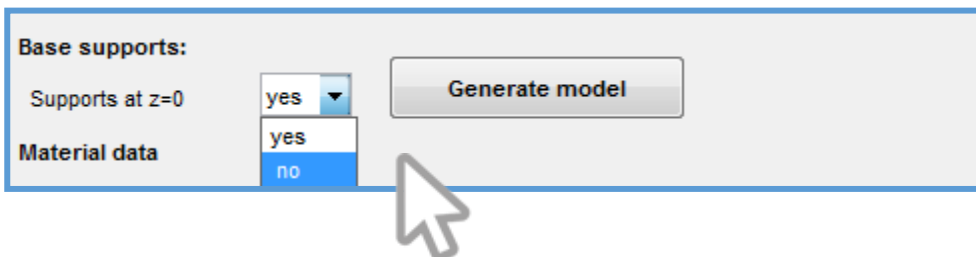 Base supports:
Supports at z=0 yes Generate model
yes
Material data
no